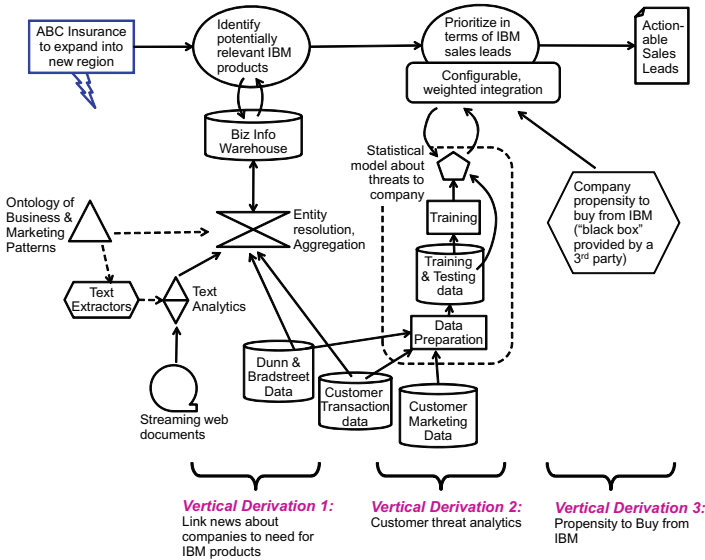 ABC Insurance
to expand into
new region
Identify
potentially
relevant IBM
products
Prioritize in
terms of IBM
sales leads
Configurable,
weighted integration
Action-
able
Sales
Leads
Biz Info
Warehouse
Statistical
model about
threats to
company
Company
propensity to
buy from IBM
("black box"
provided by a
3rd party)
Ontology of
Business &
Marketing
Patterns
Entity
resolution,
Aggregation
Training
Training
& Testing
data
Text
Extractors
Text
Analytics
Data
Preparation
Dunn &
Bradstreet
Data
Customer
Transaction
data
Customer
Marketing
Data
Streaming web
documents
Vertical Derivation 1:
Link news about
companies to need for
IBM products
Vertical Derivation 2:
Customer threat analytics
Vertical Derivation 3:
Propensity to Buy from
IBM